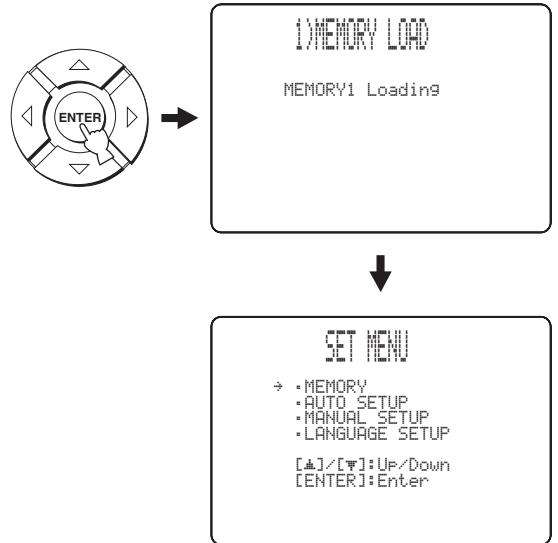 1)MEMORY LOAD
MEMORY1 Loading
ENTER
SET MENU
→ •MEMORY
•AUTO SETUP
•MANUAL SETUP
•LANGUAGE SETUP
[▲]/[▼]:Up/Down
[ENTER]:Enter